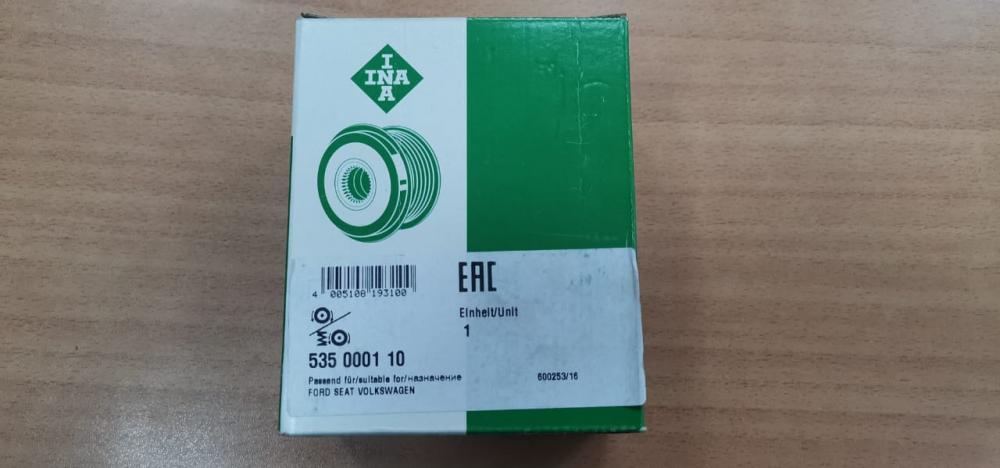 INA
INA
4 005108 193100
EAC
Einheit/Unit
1
535 0001 10
Passend für/suitable for/назначение
600253/16
FORD SEAT VOLKSWAGEN